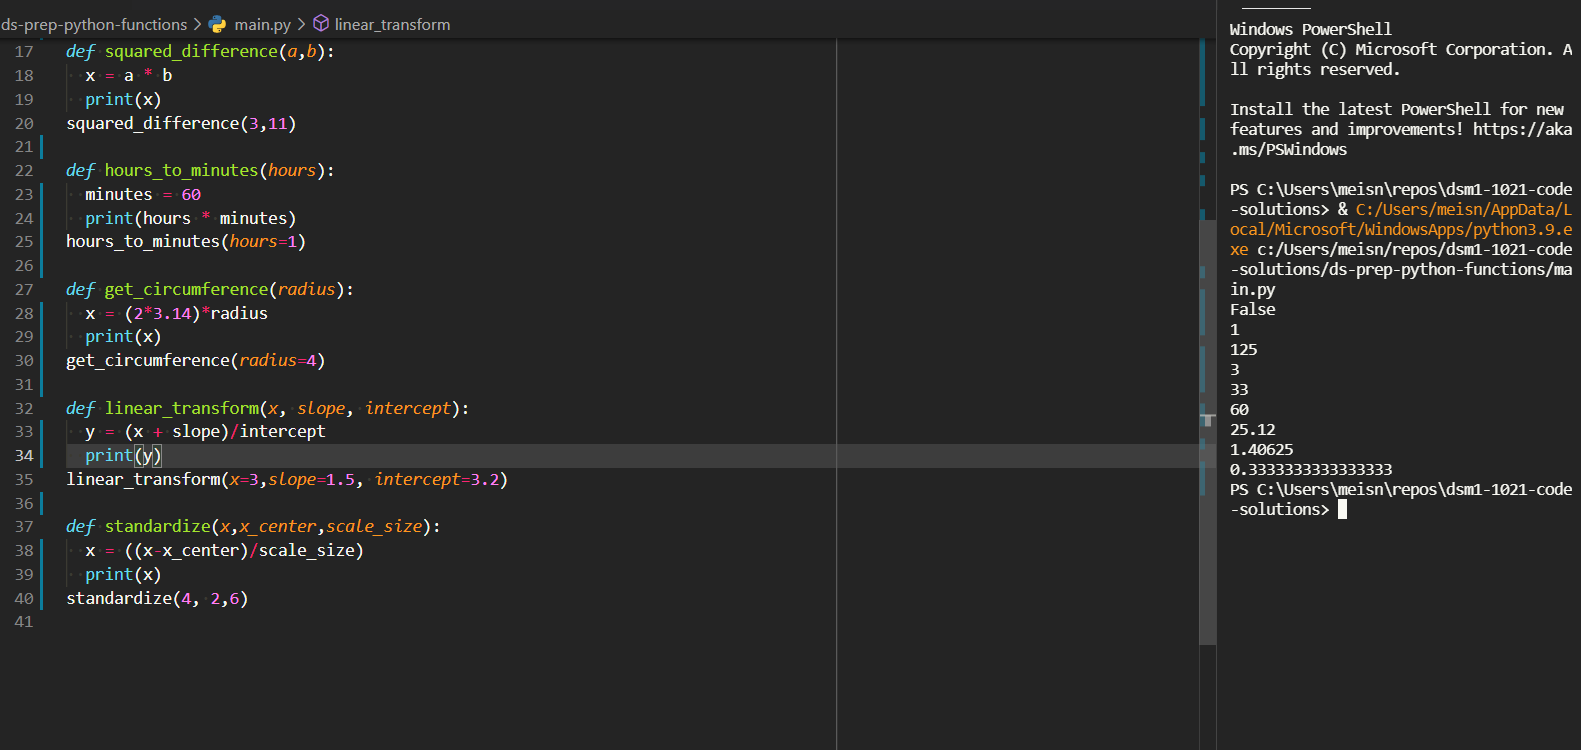 ds-prep-python-functions > main.py > linear_transform
17 def squared_difference(a,b):
18 x = a * b
19 print(x)
20 squared_difference(3,11)
21
22 def hours_to_minutes(hours):
23 minutes = 60
24 print(hours * minutes)
25 hours_to_minutes(hours=1)
26
27 def get_circumference(radius):
28 x = (2*3.14)*radius
29 print(x)
30 get_circumference(radius=4)
31
32 def linear_transform(x, slope, intercept):
33 y = (x + slope)/intercept
34 print(y)
35 linear_transform(x=3,slope=1.5, intercept=3.2)
36
37 def standardize(x,x_center,scale_size):
38 x = ((x-x_center)/scale_size)
39 print(x)
40 standardize(4, 2,6)
41
Windows PowerShell
Copyright (C) Microsoft Corporation. A
ll rights reserved.
Install the latest PowerShell for new
features and improvements! https://aka
.ms/PSWindows
PS C:\Users\meisn\repos\dsm1-1021-code
-solutions> & C:/Users/meisn/AppData/L
ocal/Microsoft/WindowsApps/python3.9.e
xe c:/Users/meisn/repos/dsm1-1021-code
-solutions/ds-prep-python-functions/ma
in.py
False
1
125
3
33
60
25.12
1.40625
0.3333333333333333
PS C:\Users\meisn\repos\dsm1-1021-code
-solutions>